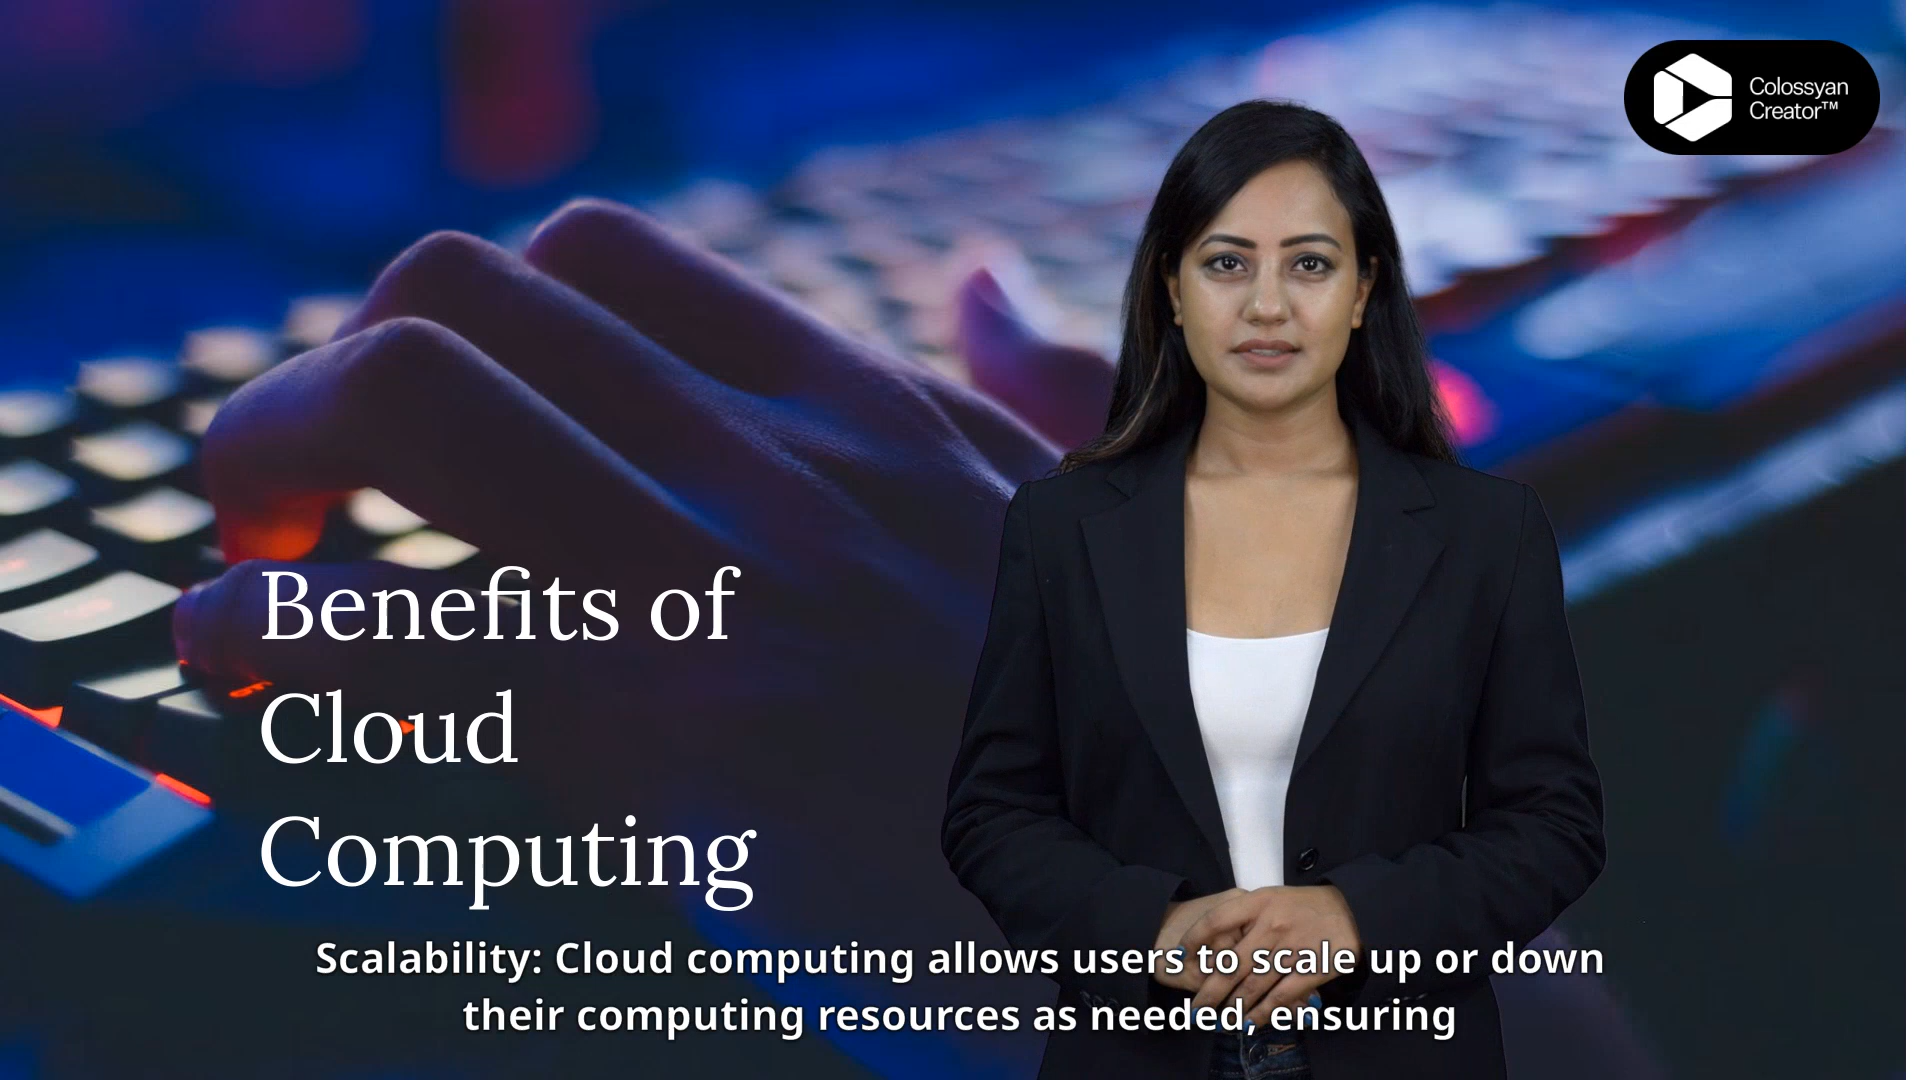 Colossyan
Creator™
Benefits of
Cloud
Computing
Scalability: Cloud computing allows users to scale up or down
their computing resources as needed, ensuring